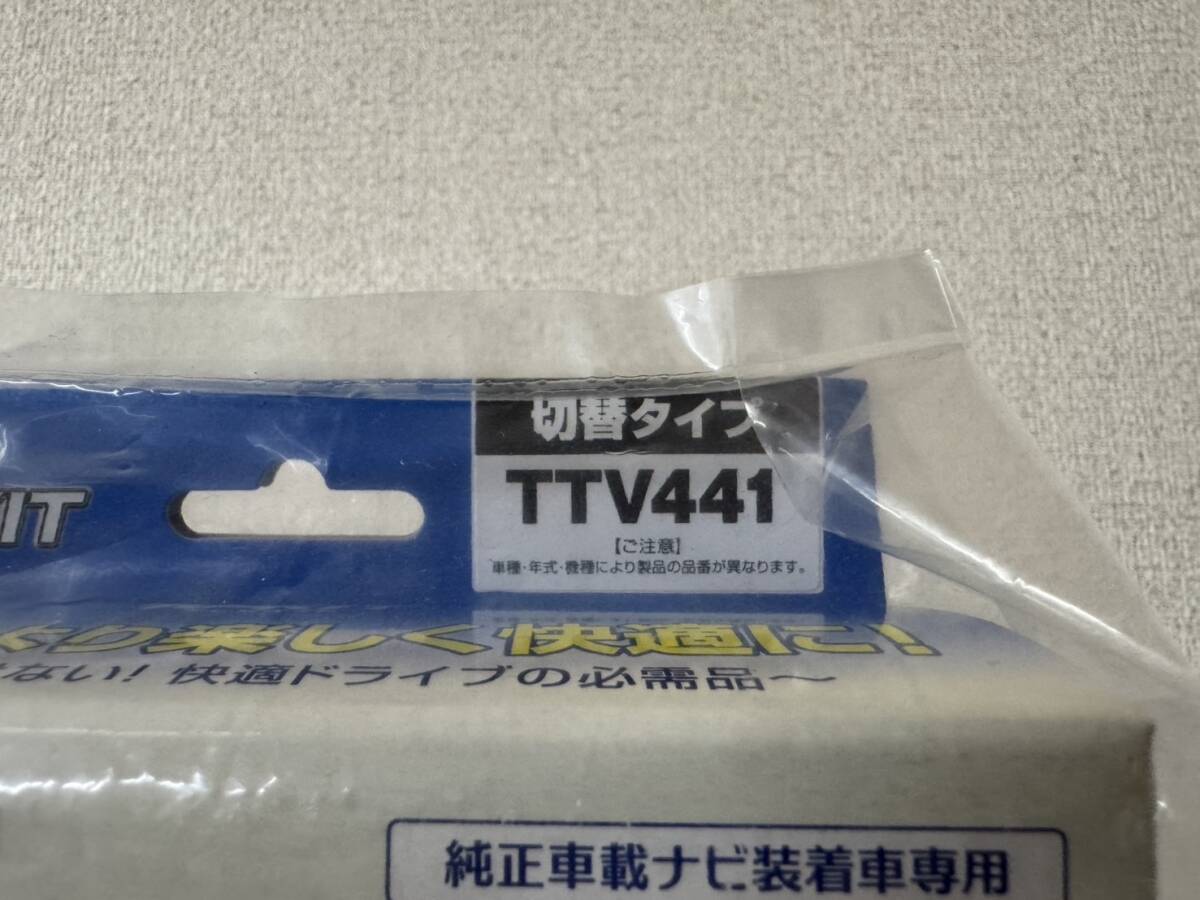 切替タイプ
TTV441
【ご注意】
車種・年式・機種により製品の品番が異なります。
り楽しく快適に!
ない! 快適ドライブの必需品〜
純正車載ナビ装着車専用